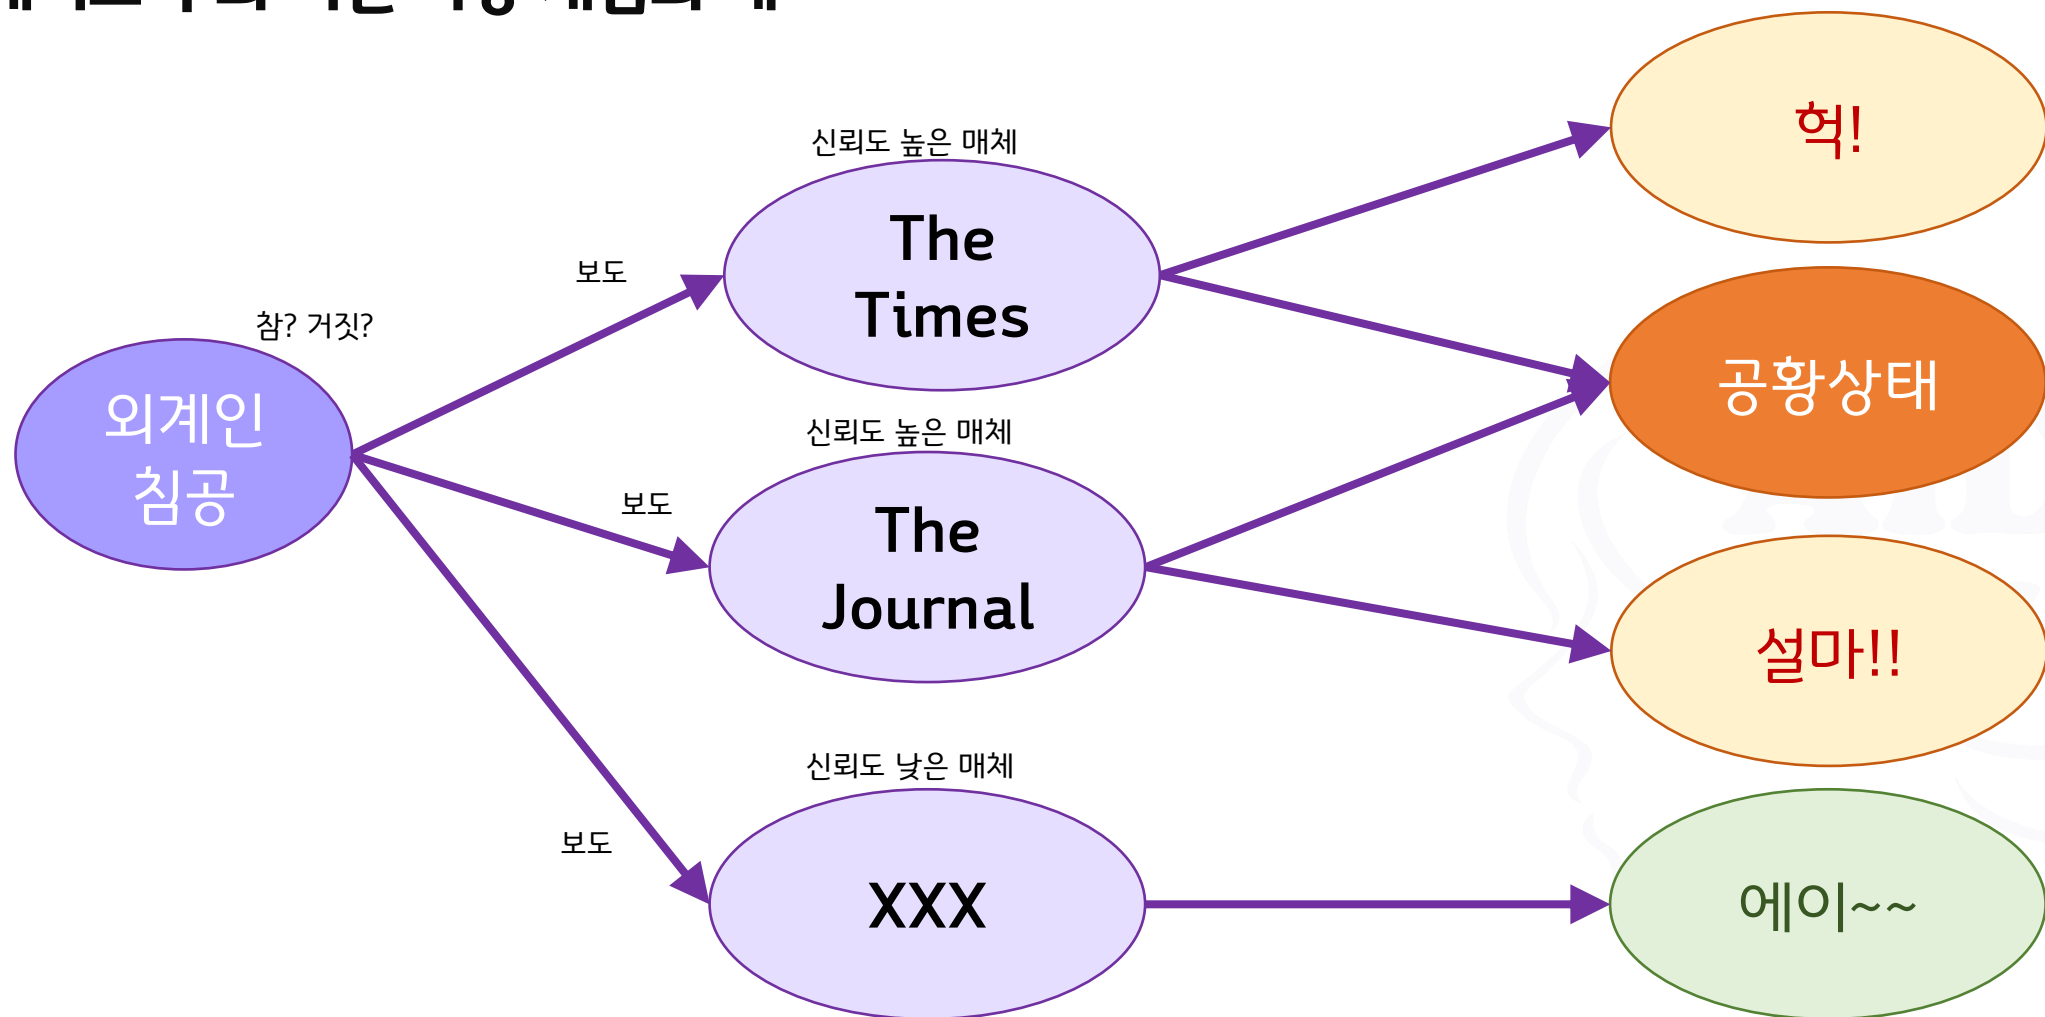 참? 거짓?
외계인
침공
보도
보도
보도
신뢰도 높은 매체
The
Times
신뢰도 높은 매체
The
Journal
신뢰도 낮은 매체
XXX
헉!
공황상태
설마!!
에이~~